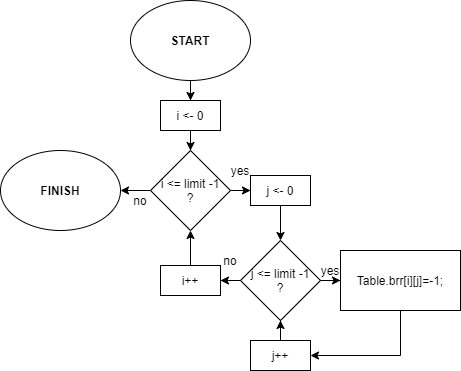 START
i <- 0
i <= limit -1
?
yes
no
FINISH
j <- 0
j <= limit -1
?
yes
no
Table.brr[i][j]=-1;
i++
j++